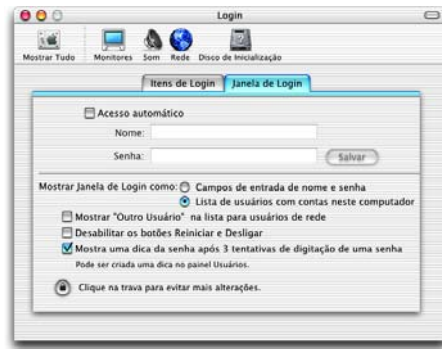 Login
Mostrar Tudo Monitores Som Rede Disco de Inicialização
Itens de Login Janela de Login
Acesso automático
Nome:
Senha: Salvar
Mostrar Janela de Login como: Campos de entrada de nome e senha
Lista de usuários com contas neste computador
Mostrar "Outro Usuário" na lista para usuários de rede
Desabilitar os botões Reiniciar e Desligar
Mostra uma dica da senha após 3 tentativas de digitação de uma senha
Pode ser criada uma dica no painel Usuários.
Clique na trava para evitar mais alterações.